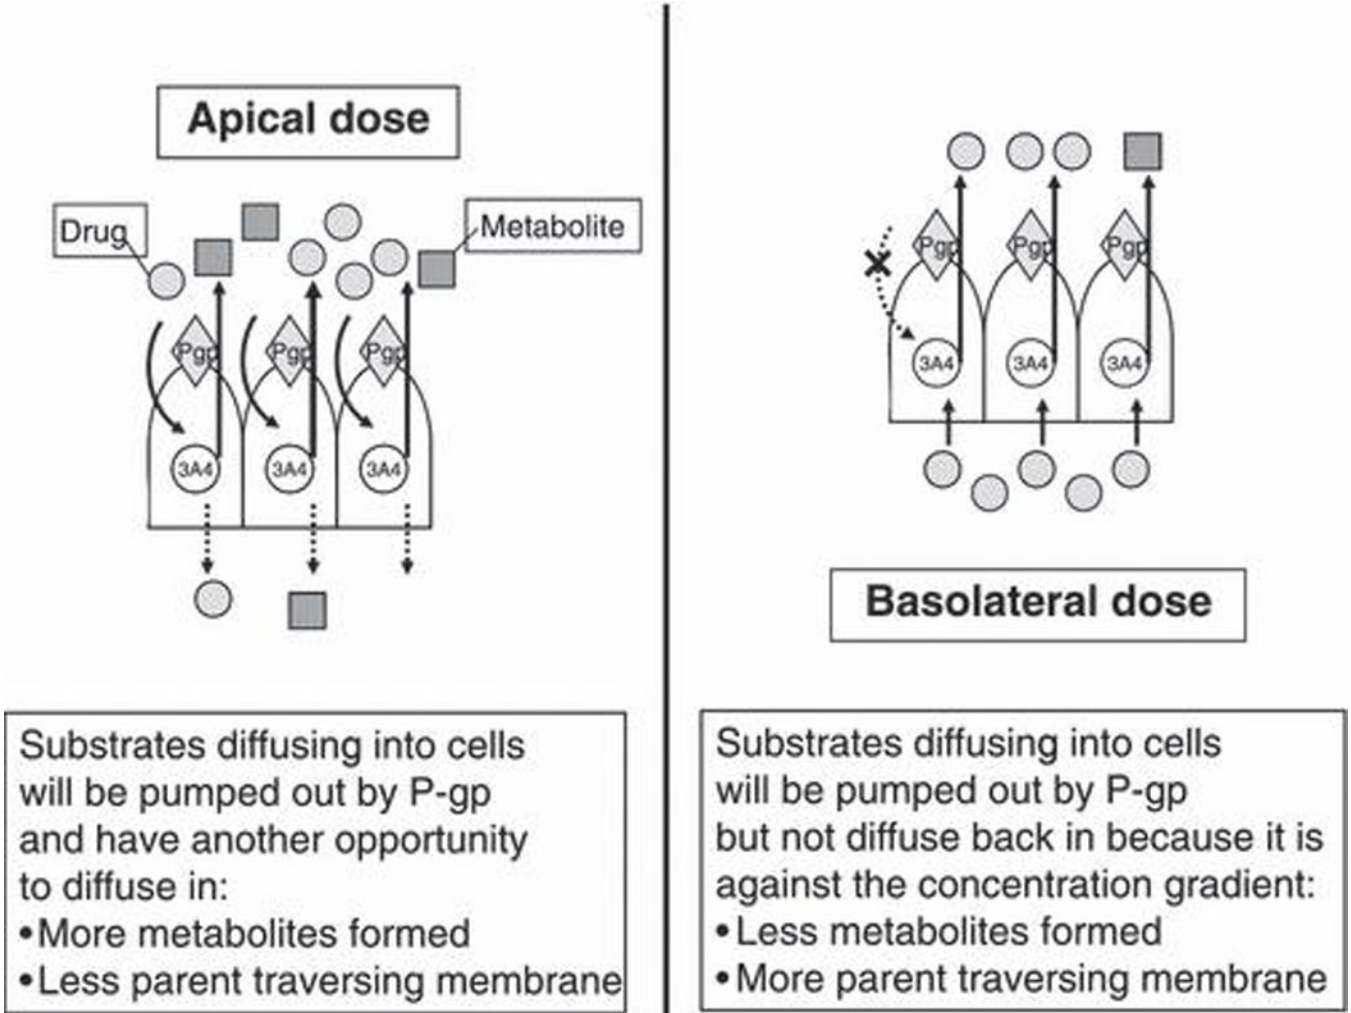 Apical dose
Drug
Metabolite
Pgp
Pgp
Pgp
3A4
3A4
3A4
Substrates diffusing into cells
will be pumped out by P-gp
and have another opportunity
to diffuse in:
•More metabolites formed
•Less parent traversing membrane
Pgp
Pgp
Pgp
3A4
3A4
3A4
Basolateral dose
Substrates diffusing into cells
will be pumped out by P-gp
but not diffuse back in because it is
against the concentration gradient:
•Less metabolites formed
•More parent traversing membrane